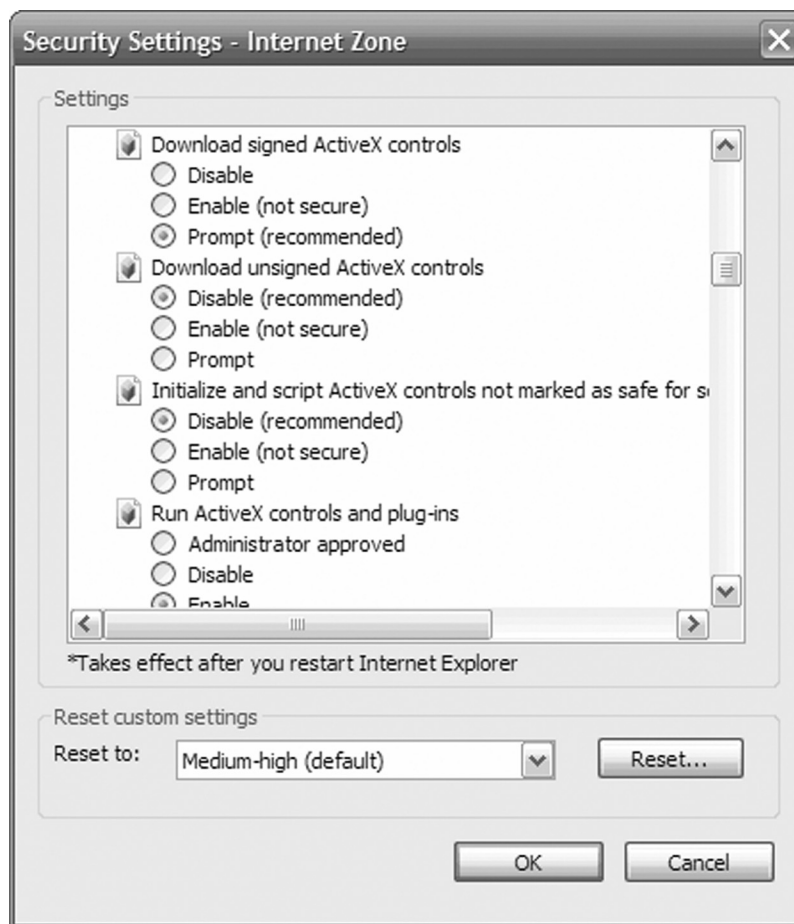 Security Settings - Internet Zone
Settings
Download signed ActiveX controls
Disable
Enable (not secure)
Prompt (recommended)
Download unsigned ActiveX controls
Disable (recommended)
Enable (not secure)
Prompt
Initialize and script ActiveX controls not marked as safe for
Disable (recommended)
Enable (not secure)
Prompt
Run ActiveX controls and plug-ins
Administrator approved
Disable
Enable
*Takes effect after you restart Internet Explorer
Reset custom settings
Reset to:
Medium-high (default)
Reset...
OK
Cancel